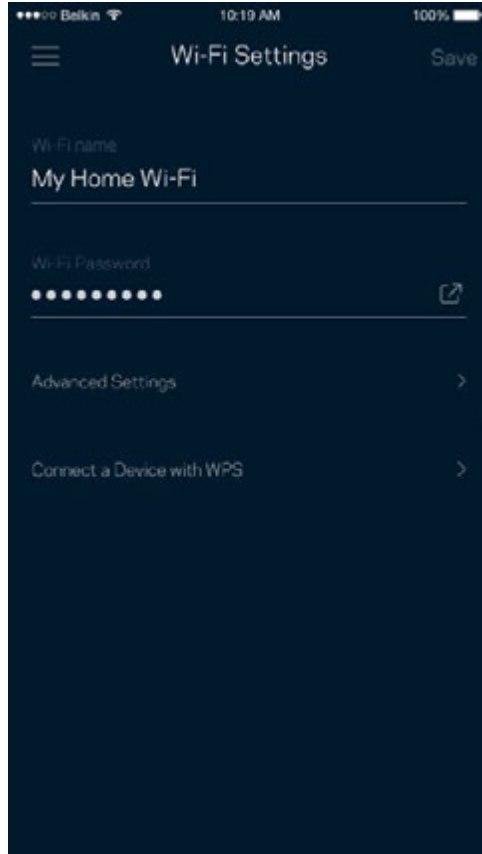 Belkin 10:19 AM 100%
Wi-Fi Settings Save
Wi-Fi name
My Home Wi-Fi
Wi-Fi Password
•••••••••
Advanced Settings
Connect a Device with WPS